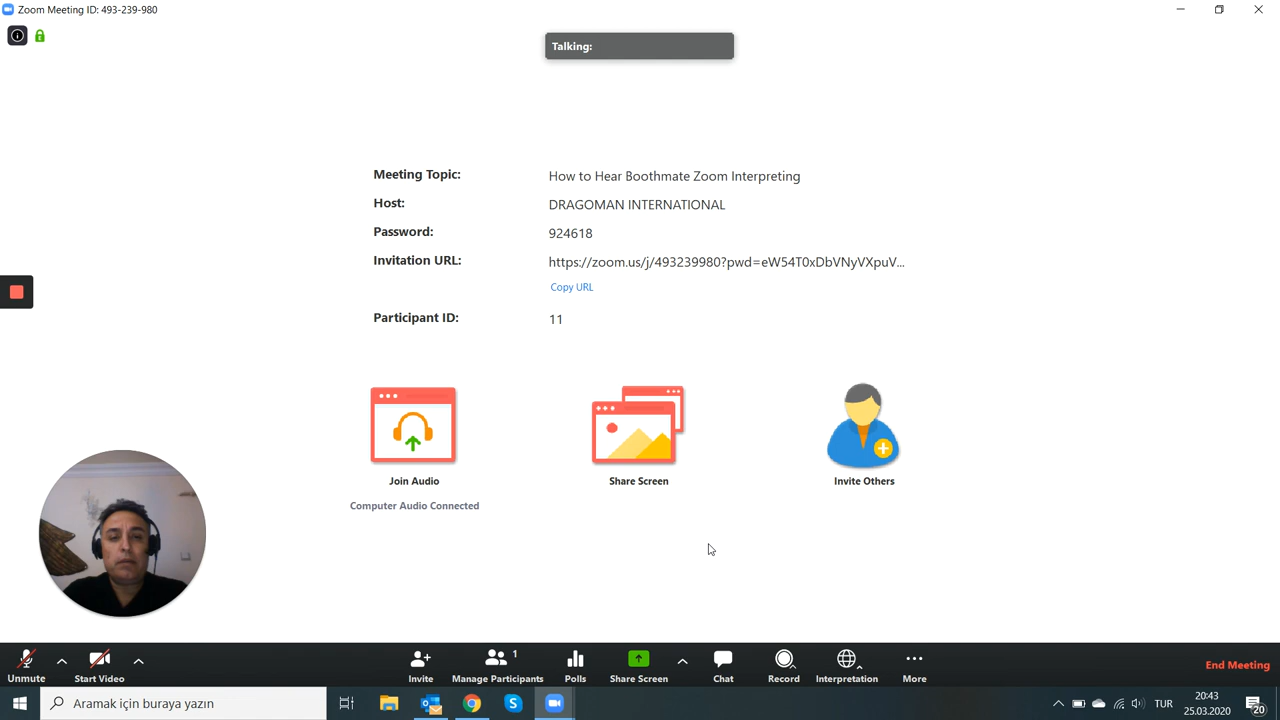 Zoom Meeting ID: 493-239-980
Talking:
Meeting Topic: How to Hear Boothmate Zoom Interpreting
Host: DRAGOMAN INTERNATIONAL
Password: 924618
Invitation URL: https://zoom.us/j/493239980?pwd=eW54T0xDbVNyVXpuV...
Copy URL
Participant ID: 11
Join Audio Share Screen Invite Others
Computer Audio Connected
1
Unmute Start Video Invite Manage Participants Polls Share Screen Chat Record Interpretation More End Meeting
Aramak için buraya yazın
TUR
20:43
25.03.2020
20